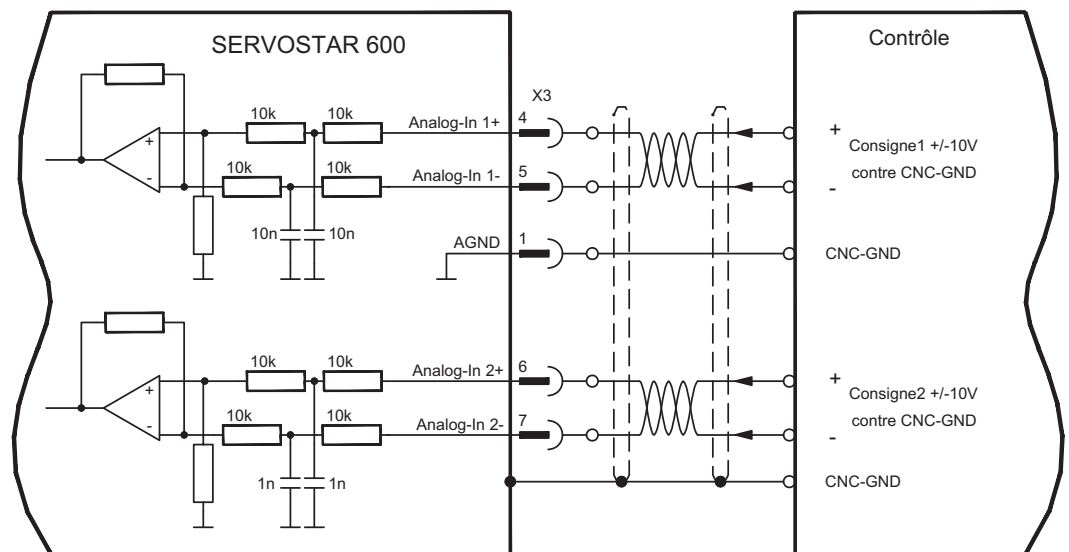 SERVOSTAR 600
Contrôle
X3
10k 10k Analog-In 1+ 4
+
-
10k 10k Analog-In 1- 5
10n 10n
AGND 1
+
Consigne1 +/-10V
contre CNC-GND
-
CNC-GND
10k 10k Analog-In 2+ 6
+
-
10k 10k Analog-In 2- 7
1n 1n
+
Consigne2 +/-10V
contre CNC-GND
-
CNC-GND